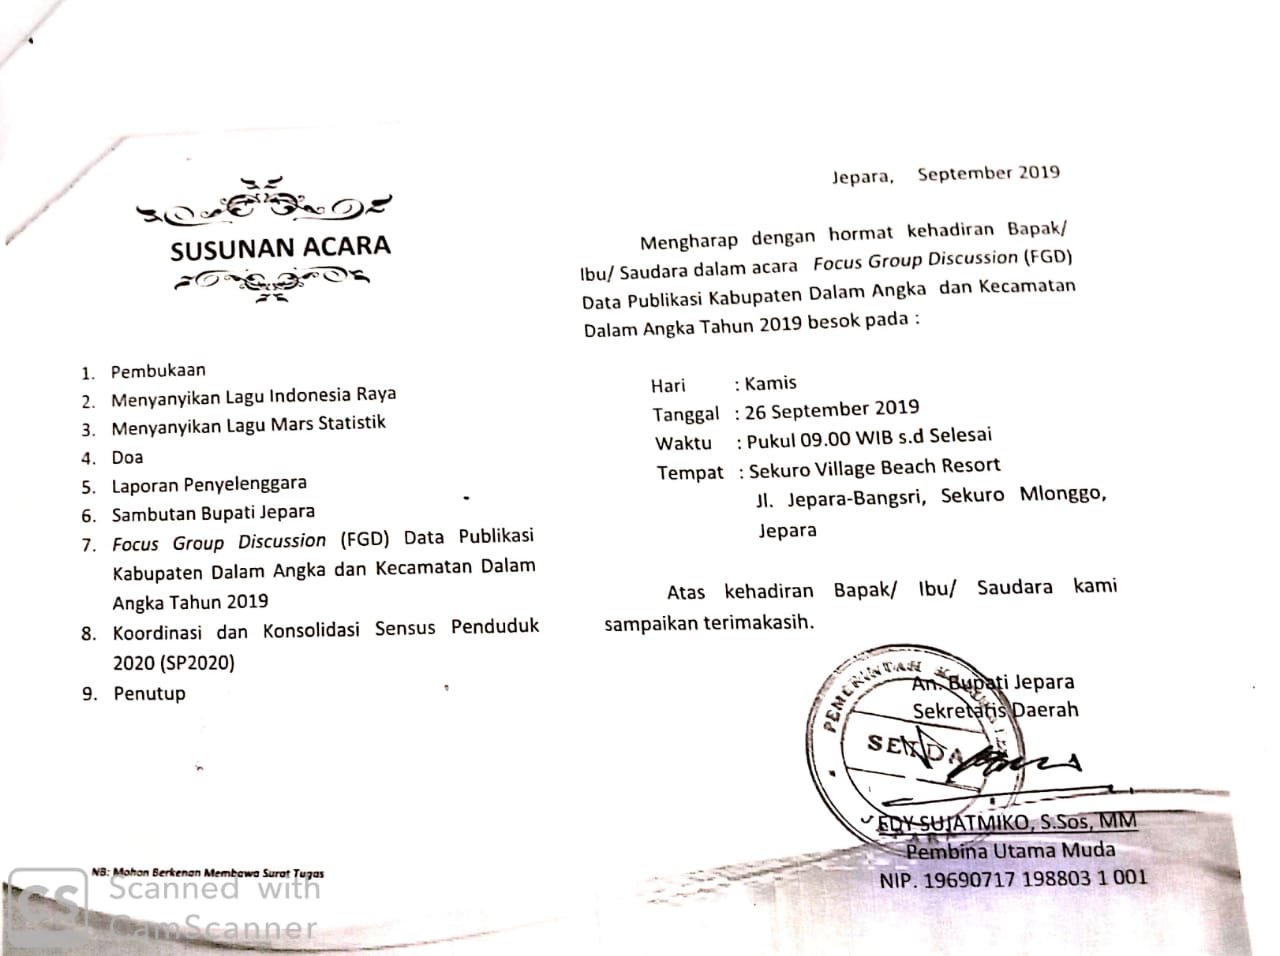 SUSUNAN ACARA
1. Pembukaan
2. Menyanyikan Lagu Indonesia Raya
3. Menyanyikan Lagu Mars Statistik
4. Doa
5. Laporan Penyelenggara
6. Sambutan Bupati Jepara
7. Focus Group Discussion (FGD) Data Publikasi
Kabupaten Dalam Angka dan Kecamatan Dalam
Angka Tahun 2019
8. Koordinasi dan Konsolidasi Sensus Penduduk
2020 (SP2020)
9. Penutup
NB: Mohon Berkenan Membawa Surat Tugas
Jepara, September 2019
Mengharap dengan hormat kehadiran Bapak/
Ibu/ Saudara dalam acara Focus Group Discussion (FGD)
Data Publikasi Kabupaten Dalam Angka dan Kecamatan
Dalam Angka Tahun 2019 besok pada :
Hari : Kamis
Tanggal : 26 September 2019
Waktu : Pukul 09.00 WIB s.d Selesai
Tempat : Sekuro Village Beach Resort
Jl. Jepara-Bangsri, Sekuro Mlonggo,
Jepara
Atas kehadiran Bapak/ Ibu/ Saudara kami
sampaikan terimakasih.
An. Bupati Jepara
Sekretaris Daerah
PEMERINTAH
SENDA
EDY SUJATMIKO, S.Sos, MM
Pembina Utama Muda
NIP. 19690717 198803 1 001
CS
Scanned with
CamScanner